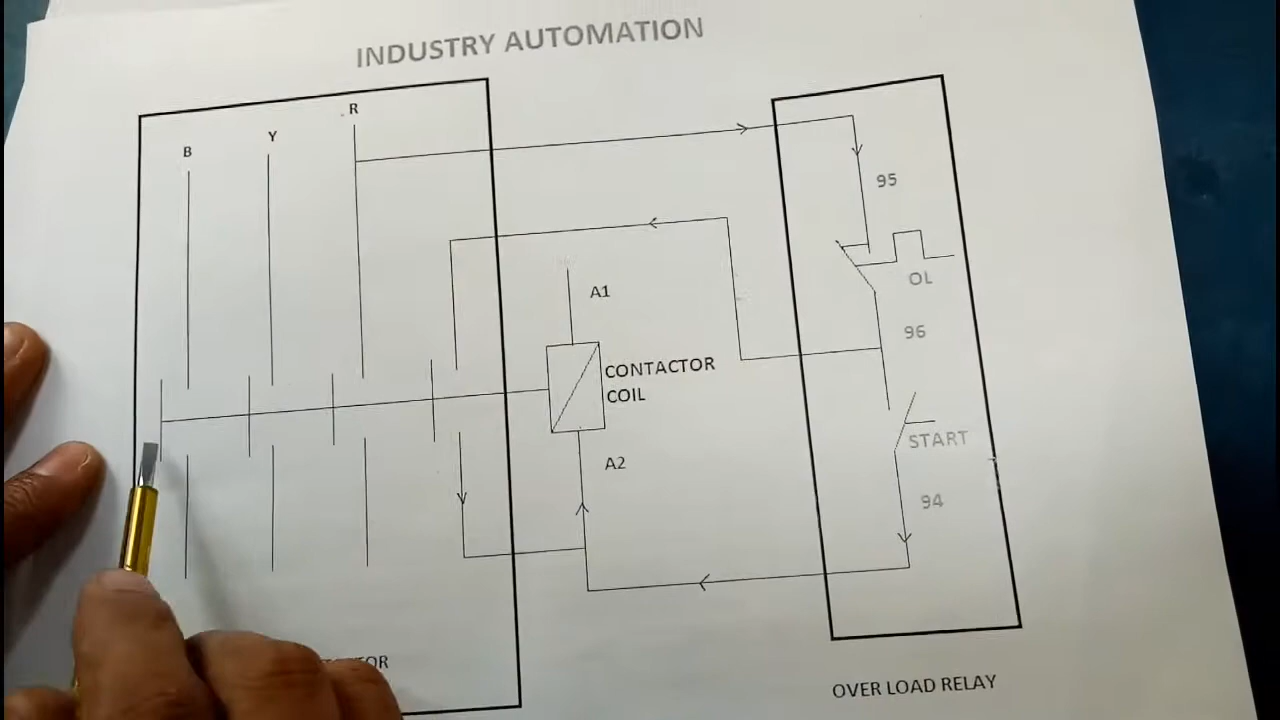 INDUSTRY AUTOMATION
B
Y
R
95
OL
96
A1
CONTACTOR
COIL
A2
START
94
OVER LOAD RELAY